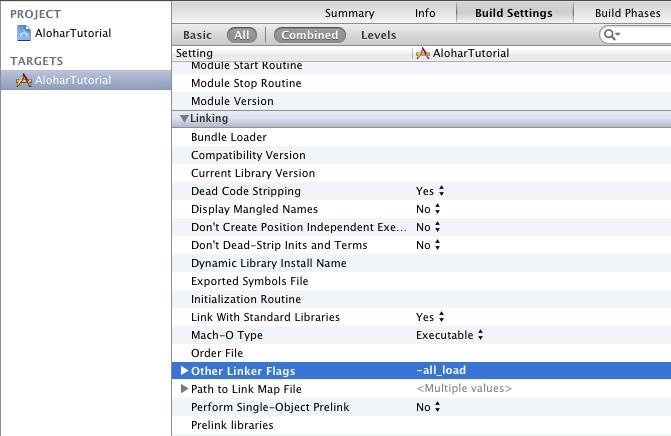 PROJECT
AloharTutorial
TARGETS
AloharTutorial
Summary Info Build Settings Build Phases
Basic All Combined Levels
Setting AloharTutorial
Module Start Routine
Module Stop Routine
Module Version
Linking
Bundle Loader
Compatibility Version
Current Library Version
Dead Code Stripping Yes
Display Mangled Names No
Don't Create Position Independent Exe... No
Don't Dead-Strip Inits and Terms No
Dynamic Library Install Name
Exported Symbols File
Initialization Routine
Link With Standard Libraries Yes
Mach-O Type Executable
Order File
Other Linker Flags -all_load
Path to Link Map File <Multiple values>
Perform Single-Object Prelink No
Prelink libraries